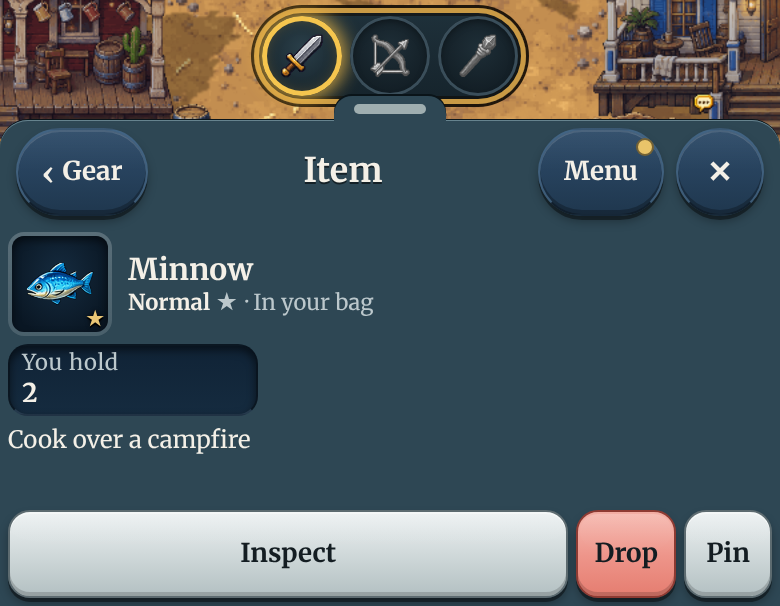 ‹ Gear
Item
Menu
✕
Minnow
Normal ★ · In your bag
You hold
2
Cook over a campfire
Inspect
Drop
Pin